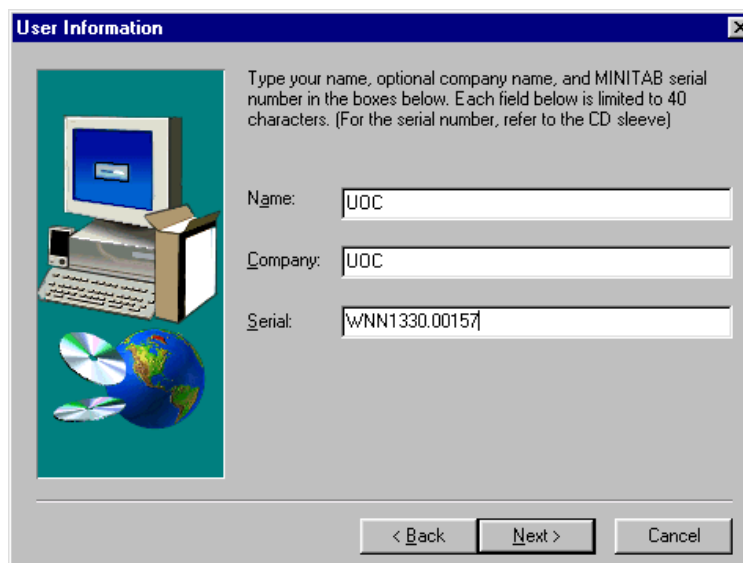 User Information
Type your name, optional company name, and MINITAB serial
number in the boxes below. Each field below is limited to 40
characters. (For the serial number, refer to the CD sleeve)
Name: UOC
Company: UOC
Serial: WNN1330.00157
< Back Next > Cancel